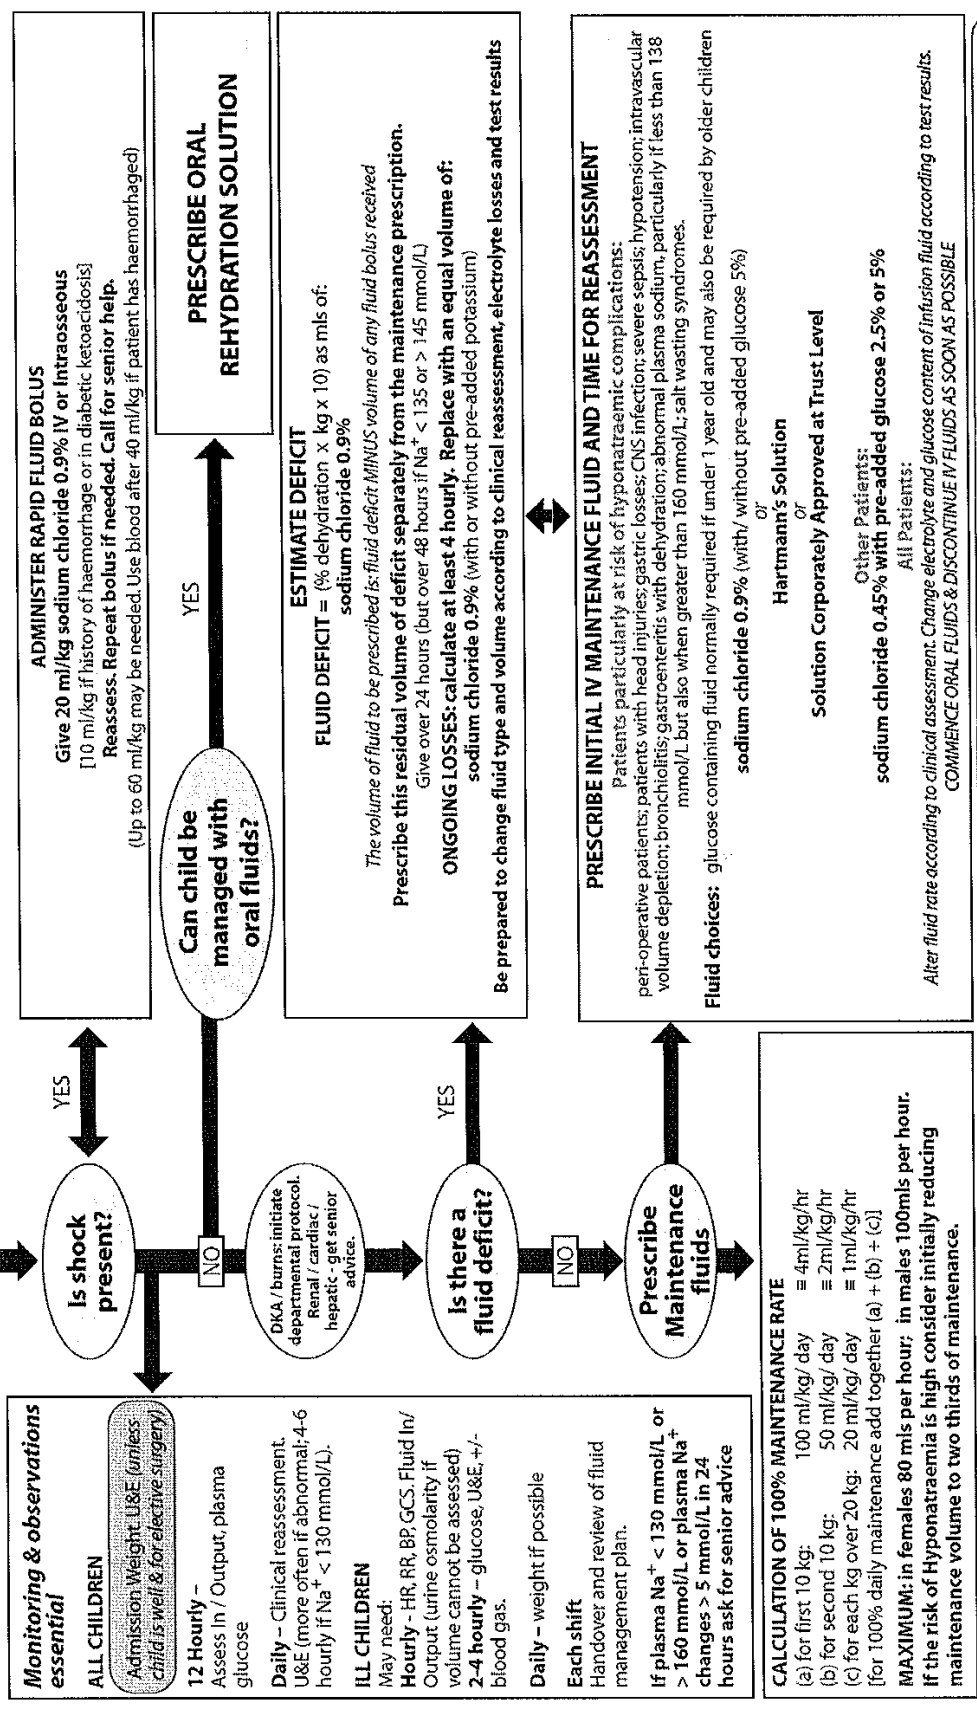 Is shock present?
YES
ADMINISTER RAPID FLUID BOLUS
Give 20 ml/kg sodium chloride 0.9% IV or Intraosseous
[10 ml/kg if history of haemorrhage or in diabetic ketoacidosis]
Reassess. Repeat bolus if needed. Call for senior help.
(Up to 60 ml/kg may be needed. Use blood after 40 ml/kg if patient has haemorrhaged)
NO
Can child be
managed with
oral fluids?
YES
PRESCRIBE ORAL
REHYDRATION SOLUTION
DKA / burns: initiate
departmental protocol.
Renal / cardiac /
hepatic - get senior
advice.
Is there a
fluid deficit?
YES
ESTIMATE DEFICIT
FLUID DEFICIT = (% dehydration x kg x 10) as mls of:
sodium chloride 0.9%
The volume of fluid to be prescribed is: fluid deficit MINUS volume of any fluid bolus received
Prescribe this residual volume of deficit separately from the maintenance prescription.
Give over 24 hours (but over 48 hours if Na+ < 135 or > 145 mmol/L)
ONGOING LOSSES: calculate at least 4 hourly. Replace with an equal volume of:
sodium chloride 0.9% (with or without pre-added potassium)
Be prepared to change fluid type and volume according to clinical reassessment, electrolyte losses and test results
NO
Prescribe
Maintenance
fluids
PRESCRIBE INITIAL IV MAINTENANCE FLUID AND TIME FOR REASSESSMENT
Patients particularly at risk of hyponatraemic complications:
peri-operative patients; patients with head injuries; gastric losses; CNS infection; severe sepsis; hypotension; intravascular
volume depletion; bronchiolitis; gastroenteritis with dehydration; abnormal plasma sodium, particularly if less than 138
mmol/L but also when greater than 160 mmol/L; salt wasting syndromes.
Fluid choices: glucose containing fluid normally required if under 1 year old and may also be required by older children
sodium chloride 0.9% (with/ without pre-added glucose 5%)
or
Hartmann's Solution
or
Solution Corporately Approved at Trust Level
Other Patients:
sodium chloride 0.45% with pre-added glucose 2.5% or 5%
All Patients:
Alter fluid rate according to clinical assessment. Change electrolyte and glucose content of infusion fluid according to test results.
COMMENCE ORAL FLUIDS & DISCONTINUE IV FLUIDS AS SOON AS POSSIBLE
Monitoring & observations
essential
ALL CHILDREN
Admission Weight, U&E (unless
child is well & for elective surgery)
12 Hourly –
Assess In / Output, plasma
glucose
Daily – Clinical reassessment.
U&E (more often if abnormal; 4-6
hourly if Na+ < 130 mmol/L).
ILL CHILDREN
May need:
Hourly - HR, RR, BP, GCS. Fluid In/
Output (urine osmolarity if
volume cannot be assessed)
2-4 hourly – glucose, U&E, +/-
blood gas.
Daily – weight if possible
Each shift
Handover and review of fluid
management plan.
If plasma Na+ < 130 mmol/L or
> 160 mmol/L or plasma Na+
changes > 5 mmol/L in 24
hours ask for senior advice
CALCULATION OF 100% MAINTENANCE RATE
(a) for first 10 kg: 100 ml/kg/ day ≡ 4ml/kg/hr
(b) for second 10 kg: 50 ml/kg/ day ≡ 2ml/kg/hr
(c) for each kg over 20 kg: 20 ml/kg/ day ≡ 1ml/kg/hr
[for 100% daily maintenance add together (a) + (b) + (c)]
MAXIMUM: in females 80 mls per hour; in males 100mls per hour.
If the risk of Hyponatraemia is high consider initially reducing
maintenance volume to two thirds of maintenance.